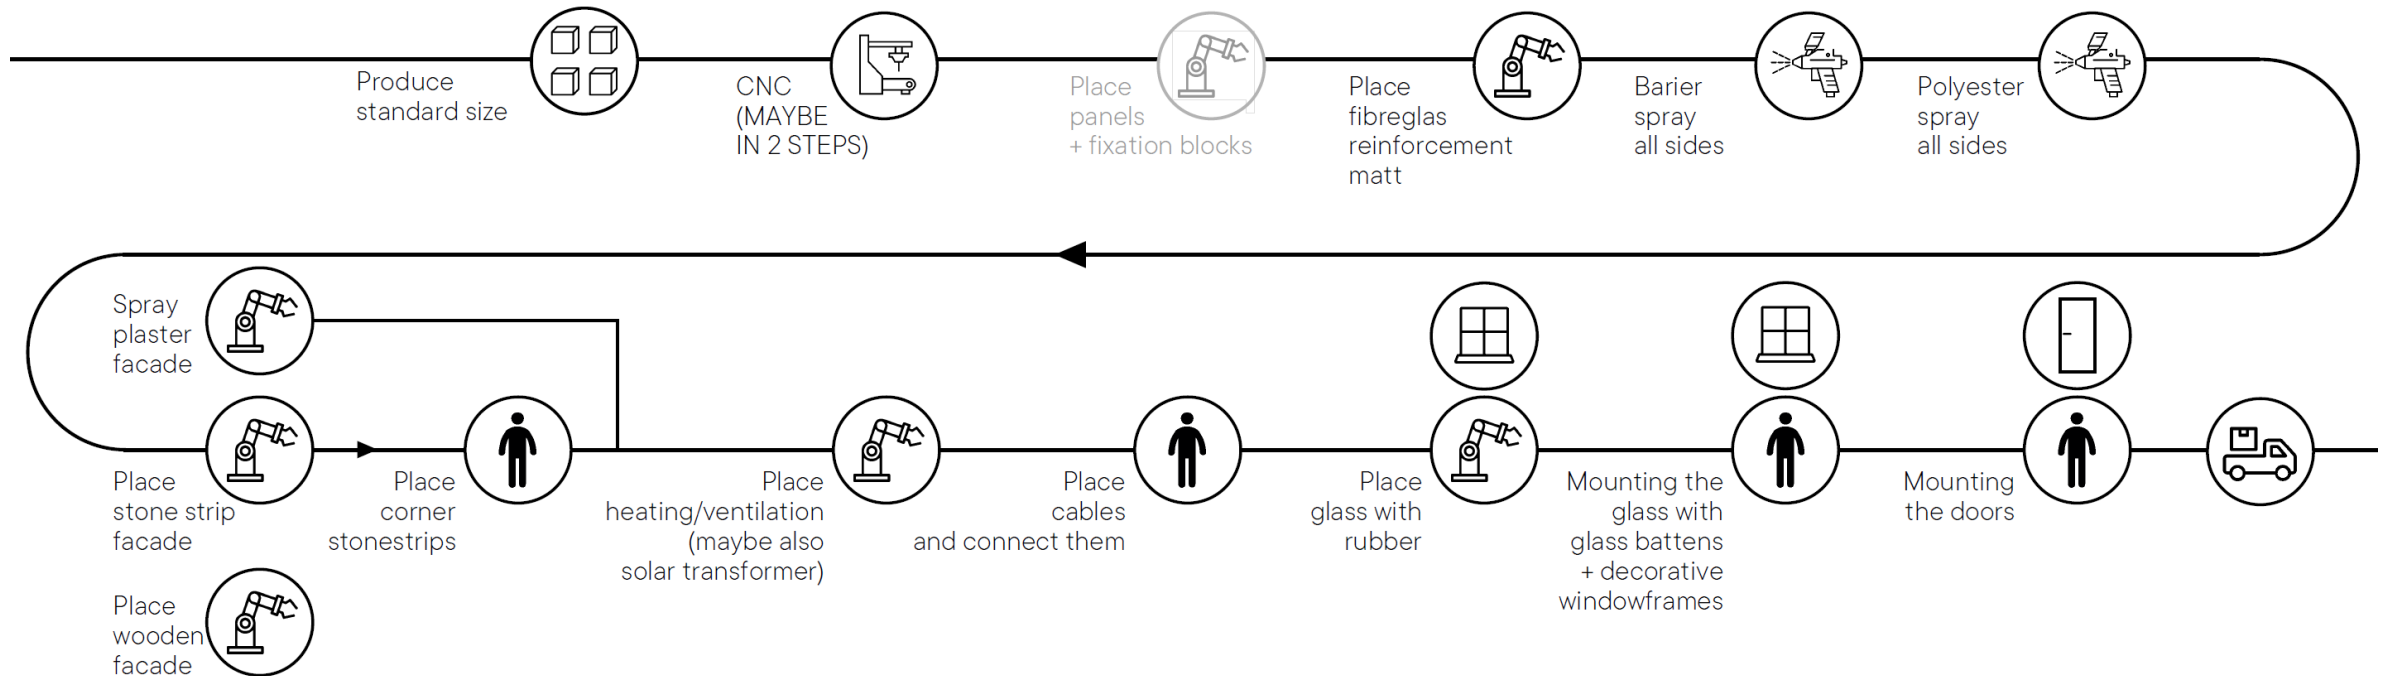 Produce
standard size
CNC
(MAYBE
IN 2 STEPS)
Place
panels
+ fixation blocks
Place
fibreglas
reinforcement
matt
Barier
spray
all sides
Polyester
spray
all sides
Spray
plaster
facade
Place
stone strip
facade
Place
corner
stonestrips
Place
heating/ventilation
(maybe also
solar transformer)
Place
cables
and connect them
Place
glass with
rubber
Mounting the
glass with
glass battens
+ decorative
windowframes
Mounting
the doors
Place
wooden
facade